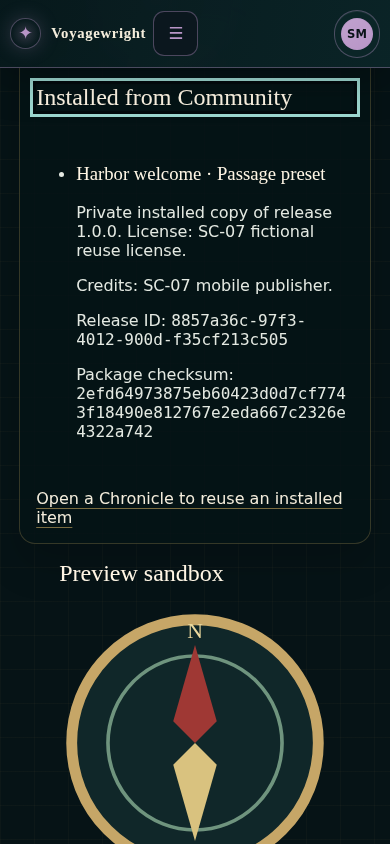 Voyagewright
SM
Installed from Community
Harbor welcome · Passage preset
Private installed copy of release
1.0.0. License: SC-07 fictional
reuse license.
Credits: SC-07 mobile publisher.
Release ID: 8857a36c-97f3-
4012-900d-f35cf213c505
Package checksum:
2efd64973875eb60423d0d7cf774
3f18490e812767e2eda667c2326e
4322a742
Open a Chronicle to reuse an installed
item
Preview sandbox
N